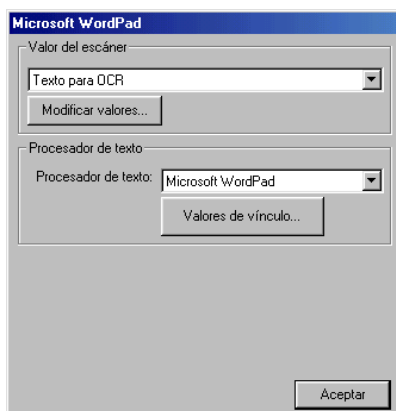 Microsoft WordPad
Valor del escáner
Texto para OCR
Modificar valores...
Procesador de texto
Procesador de texto: Microsoft WordPad
Valores de vínculo...
Aceptar